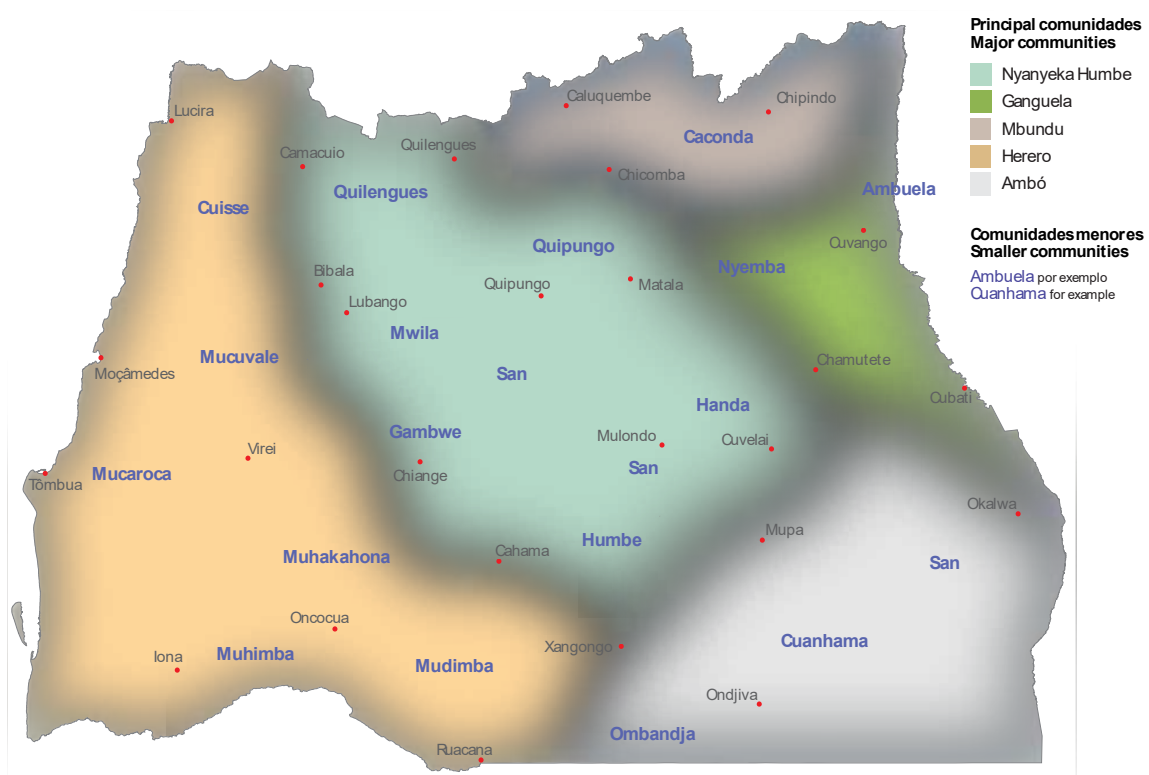 Principal comunidades
Major communities
Nyanyeka Humbe
Ganguela
Mbundu
Herero
Ambó
Comunidades menores
Smaller communities
Ambuela por exemplo
Cuanhama for example
Caluquembe
Chipindo
Lucira
Caconda
Quilengues
Camacuio
Chicomba
Quilengues
Ambuela
Cuisse
Quipungo
Cuvango
Nyemba
Bibala
Quipungo
Matala
Lubango
Mwila
Mucuvale
Chamutete
Moçâmedes
San
Cubati
Handa
Gambwe
Mulondo
Cuvelai
Virei
San
Mucaroca
Chiange
Tômbua
Okalwa
Mupa
Humbe
Cahama
Muhakahona
San
Oncocua
Cuanhama
Xangongo
Iona
Muhimba
Mudimba
Ondjiva
Ombandja
Ruacana